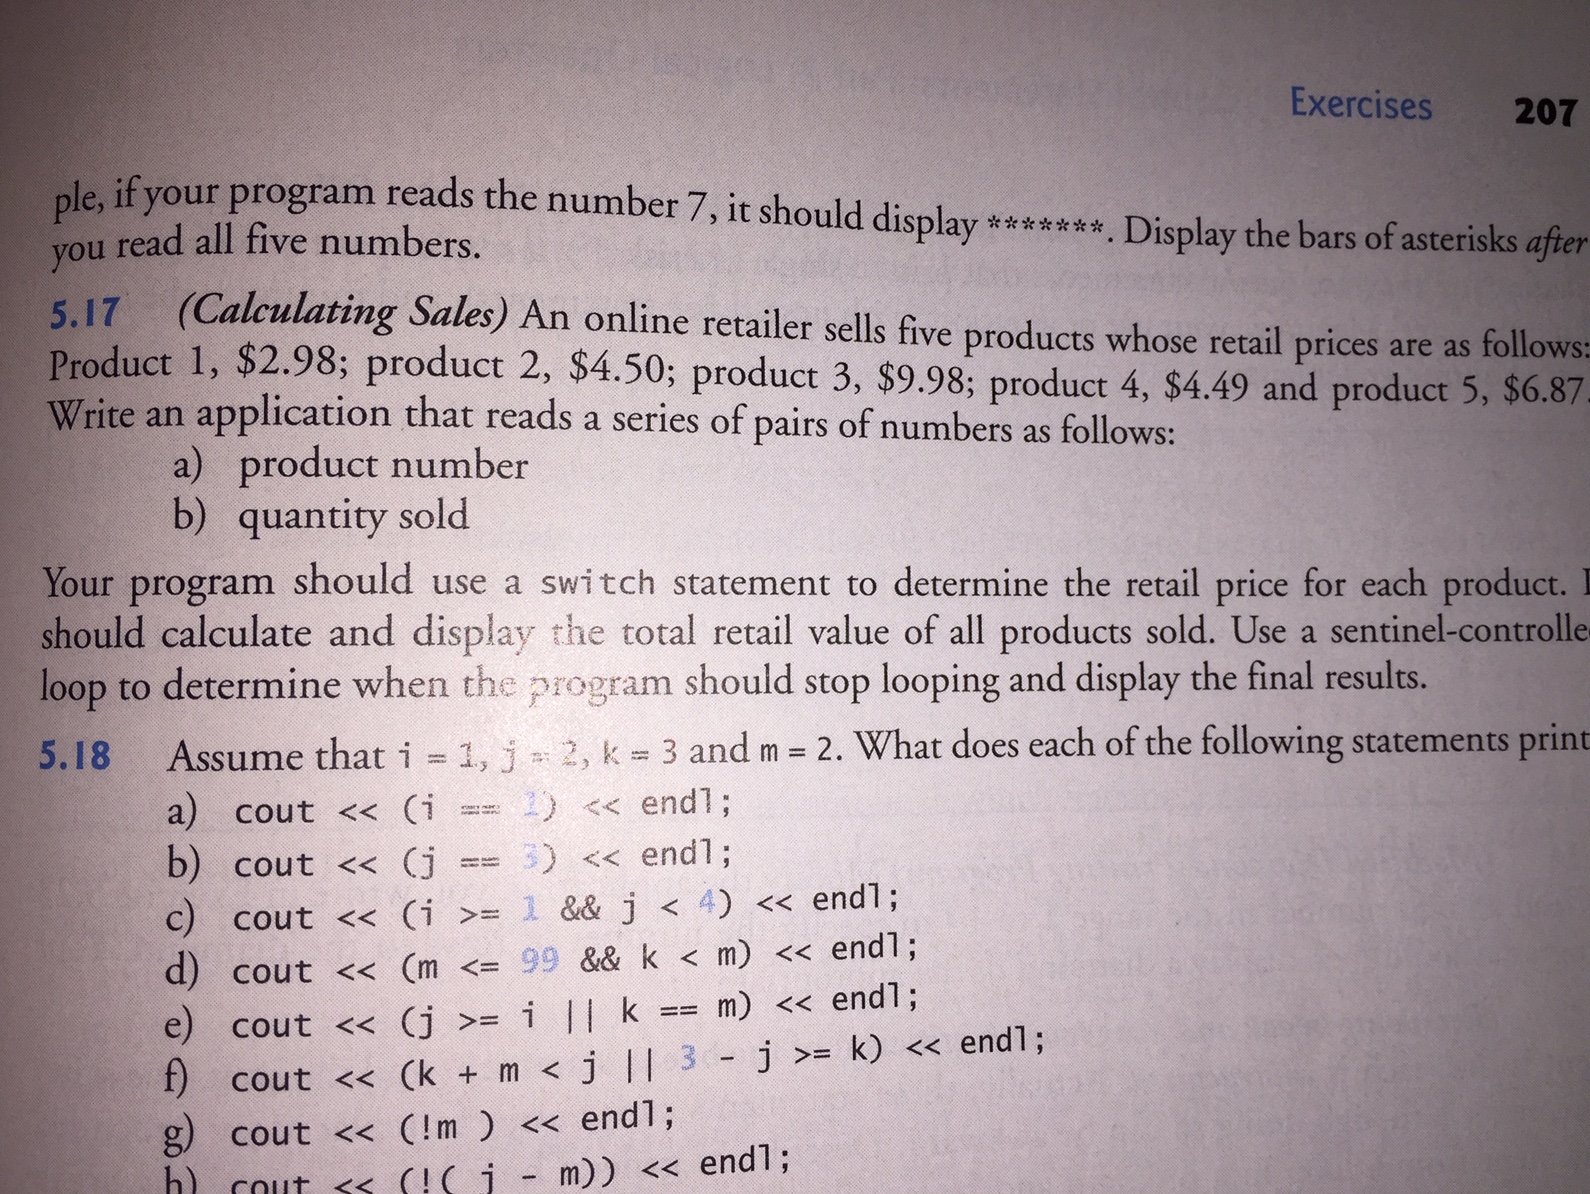 Exercises 207
ple, if your program reads the number 7, it should display *******. Display the bars of asterisks after
you read all five numbers.
5.17 (Calculating Sales) An online retailer sells five products whose retail prices are as follows:
Product 1, $2.98; product 2, $4.50; product 3, $9.98; product 4, $4.49 and product 5, $6.87.
Write an application that reads a series of pairs of numbers as follows:
a) product number
b) quantity sold
Your program should use a switch statement to determine the retail price for each product.
should calculate and display the total retail value of all products sold. Use a sentinel-controlle
loop to determine when the program should stop looping and display the final results.
5.18 Assume that i = 1, j = 2, k = 3 and m = 2. What does each of the following statements print
a) cout << (i == 1) << endl;
b) cout << (j == 3) << endl;
c) cout << (i >= 1 && j < 4) << endl;
d) cout << (m <= 99 && k < m) << endl;
e) cout << (j >= i || k == m) << endl;
f) cout << (k + m < j || 3 - j >= k) << endl;
g) cout << (!m ) << endl;
h) cout << (!( j - m)) << endl;